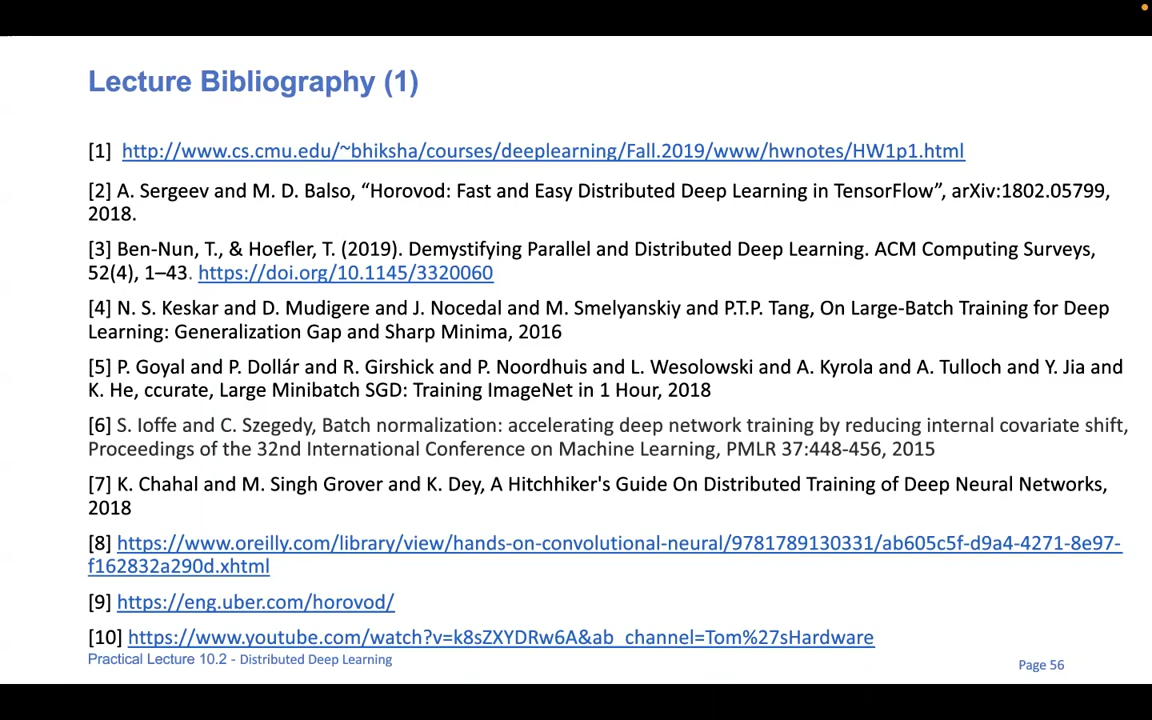 Lecture Bibliography (1)
[1] http://www.cs.cmu.edu/~bhiksha/courses/deeplearning/Fall.2019/www/hwnotes/HW1p1.html
[2] A. Sergeev and M. D. Balso, “Horovod: Fast and Easy Distributed Deep Learning in TensorFlow”, arXiv:1802.05799,
2018.
[3] Ben-Nun, T., & Hoefler, T. (2019). Demystifying Parallel and Distributed Deep Learning. ACM Computing Surveys,
52(4), 1–43. https://doi.org/10.1145/3320060
[4] N. S. Keskar and D. Mudigere and J. Nocedal and M. Smelyanskiy and P.T.P. Tang, On Large-Batch Training for Deep
Learning: Generalization Gap and Sharp Minima, 2016
[5] P. Goyal and P. Dollár and R. Girshick and P. Noordhuis and L. Wesolowski and A. Kyrola and A. Tulloch and Y. Jia and
K. He, ccurate, Large Minibatch SGD: Training ImageNet in 1 Hour, 2018
[6] S. Ioffe and C. Szegedy, Batch normalization: accelerating deep network training by reducing internal covariate shift,
Proceedings of the 32nd International Conference on Machine Learning, PMLR 37:448-456, 2015
[7] K. Chahal and M. Singh Grover and K. Dey, A Hitchhiker's Guide On Distributed Training of Deep Neural Networks,
2018
[8] https://www.oreilly.com/library/view/hands-on-convolutional-neural/9781789130331/ab605c5f-d9a4-4271-8e97-
f162832a290d.xhtml
[9] https://eng.uber.com/horovod/
[10] https://www.youtube.com/watch?v=k8sZXYDRw6A&ab_channel=Tom%27sHardware
Practical Lecture 10.2 - Distributed Deep Learning
Page 56